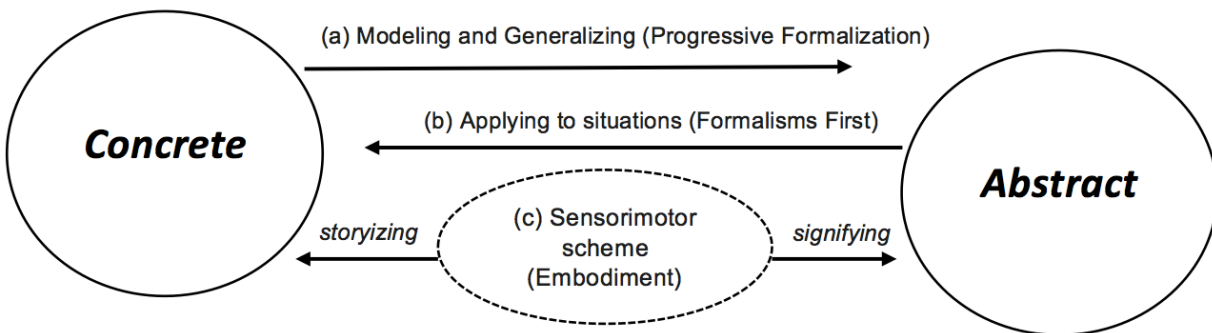 (a) Modeling and Generalizing (Progressive Formalization)
Concrete
(b) Applying to situations (Formalisms First)
Abstract
storyizing
(c) Sensorimotor
scheme
(Embodiment)
signifying